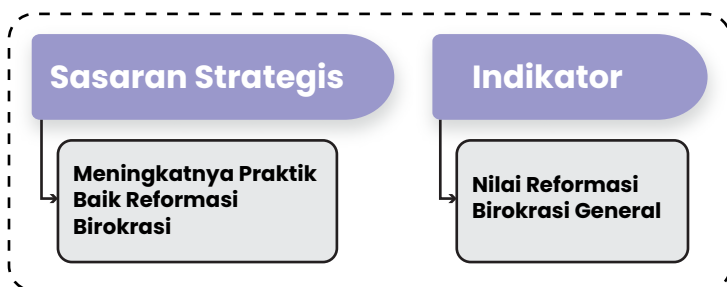 Sasaran Strategis
Meningkatnya Praktik
Baik Reformasi
Birokrasi
Indikator
Nilai Reformasi
Birokrasi General